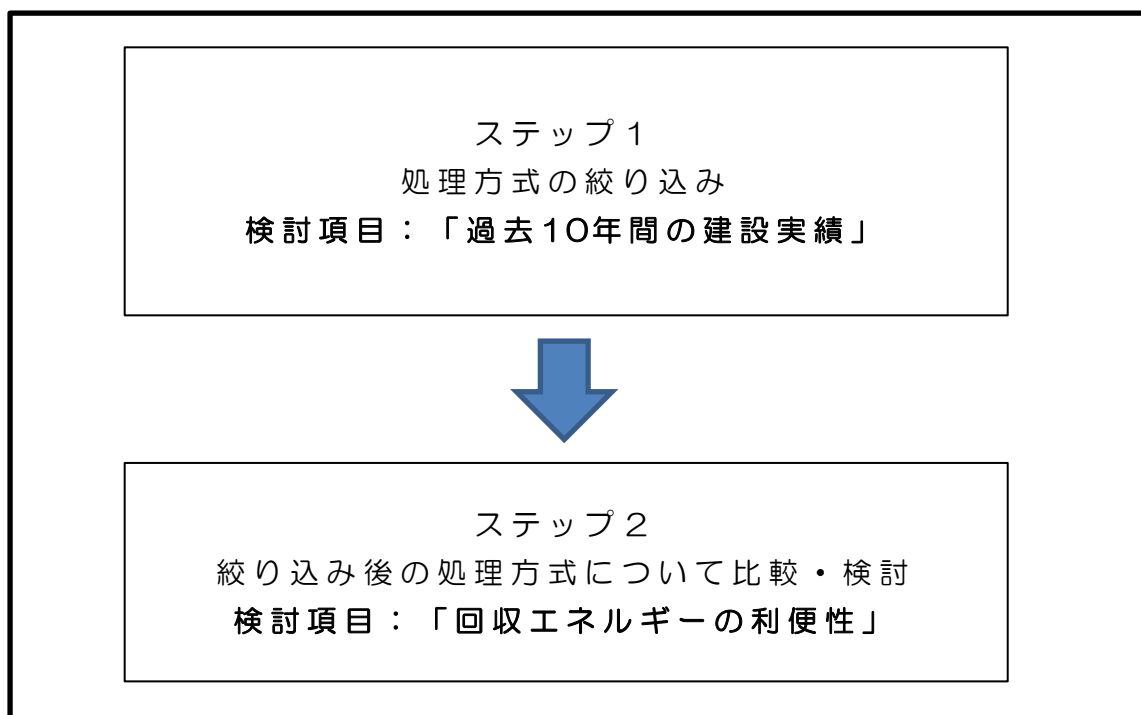 ステップ１
処理方式の絞り込み
検討項目：「過去10年間の建設実績」
ステップ２
絞り込み後の処理方式について比較・検討
検討項目：「回収エネルギーの利便性」